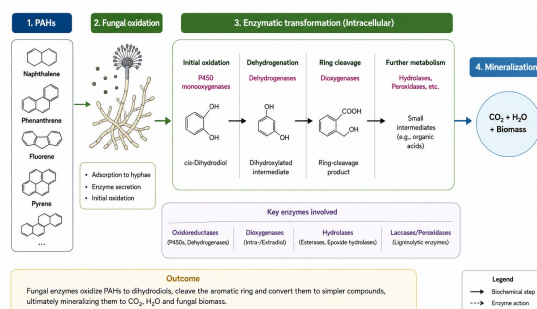 1. PAHs
Naphthalene
Phenanthrene
Fluorene
Pyrene
...
2. Fungal oxidation
• Adsorption to hyphae
• Enzyme secretion
• Initial oxidation
3. Enzymatic transformation (Intracellular)
Initial oxidation
P450
monooxygenases
OH
OH
cis-Dihydrodiol
Dehydrogenation
Dehydrogenases
OH
OH
Dihydroxylated
intermediate
Ring cleavage
Dioxygenases
COOH
OH
Ring-cleavage
product
Further metabolism
Hydrolases,
Peroxidases, etc.
Small
intermediates
(e.g., organic
acids)
4. Mineralization
CO₂ + H₂O
+ Biomass
Key enzymes involved
Oxidoreductases
(P450s, Dehydrogenases)
Dioxygenases
(Intra-/Extradiol)
Hydrolases
(Esterases, Epoxide hydrolases)
Laccases/Peroxidases
(Ligninolytic enzymes)
Outcome
Fungal enzymes oxidize PAHs to dihydrodiols, cleave the aromatic ring and convert them to simpler compounds,
ultimately mineralizing them to CO₂, H₂O and fungal biomass.
Legend
Biochemical step
Enzyme action